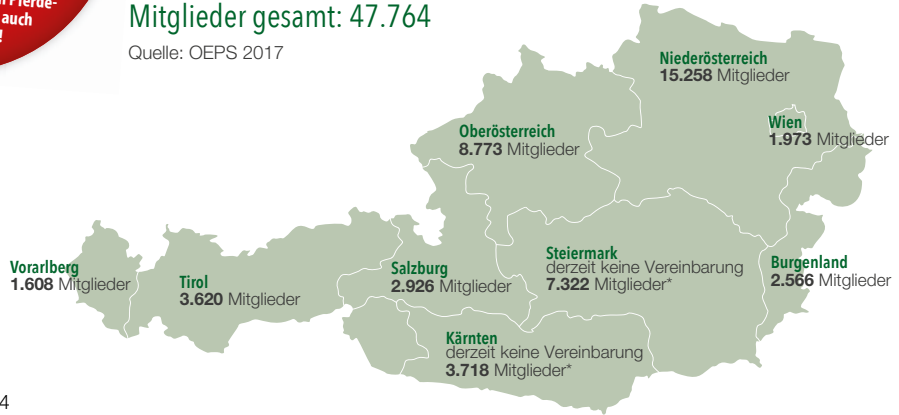 auch
!
Mitglieder gesamt: 47.764
Quelle: OEPS 2017
Niederösterreich
15.258 Mitglieder
Wien
1.973 Mitglieder
Oberösterreich
8.773 Mitglieder
Vorarlberg
1.608 Mitglieder
Tirol
3.620 Mitglieder
Salzburg
2.926 Mitglieder
Steiermark
derzeit keine Vereinbarung
7.322 Mitglieder*
Burgenland
2.566 Mitglieder
Kärnten
derzeit keine Vereinbarung
3.718 Mitglieder*
4